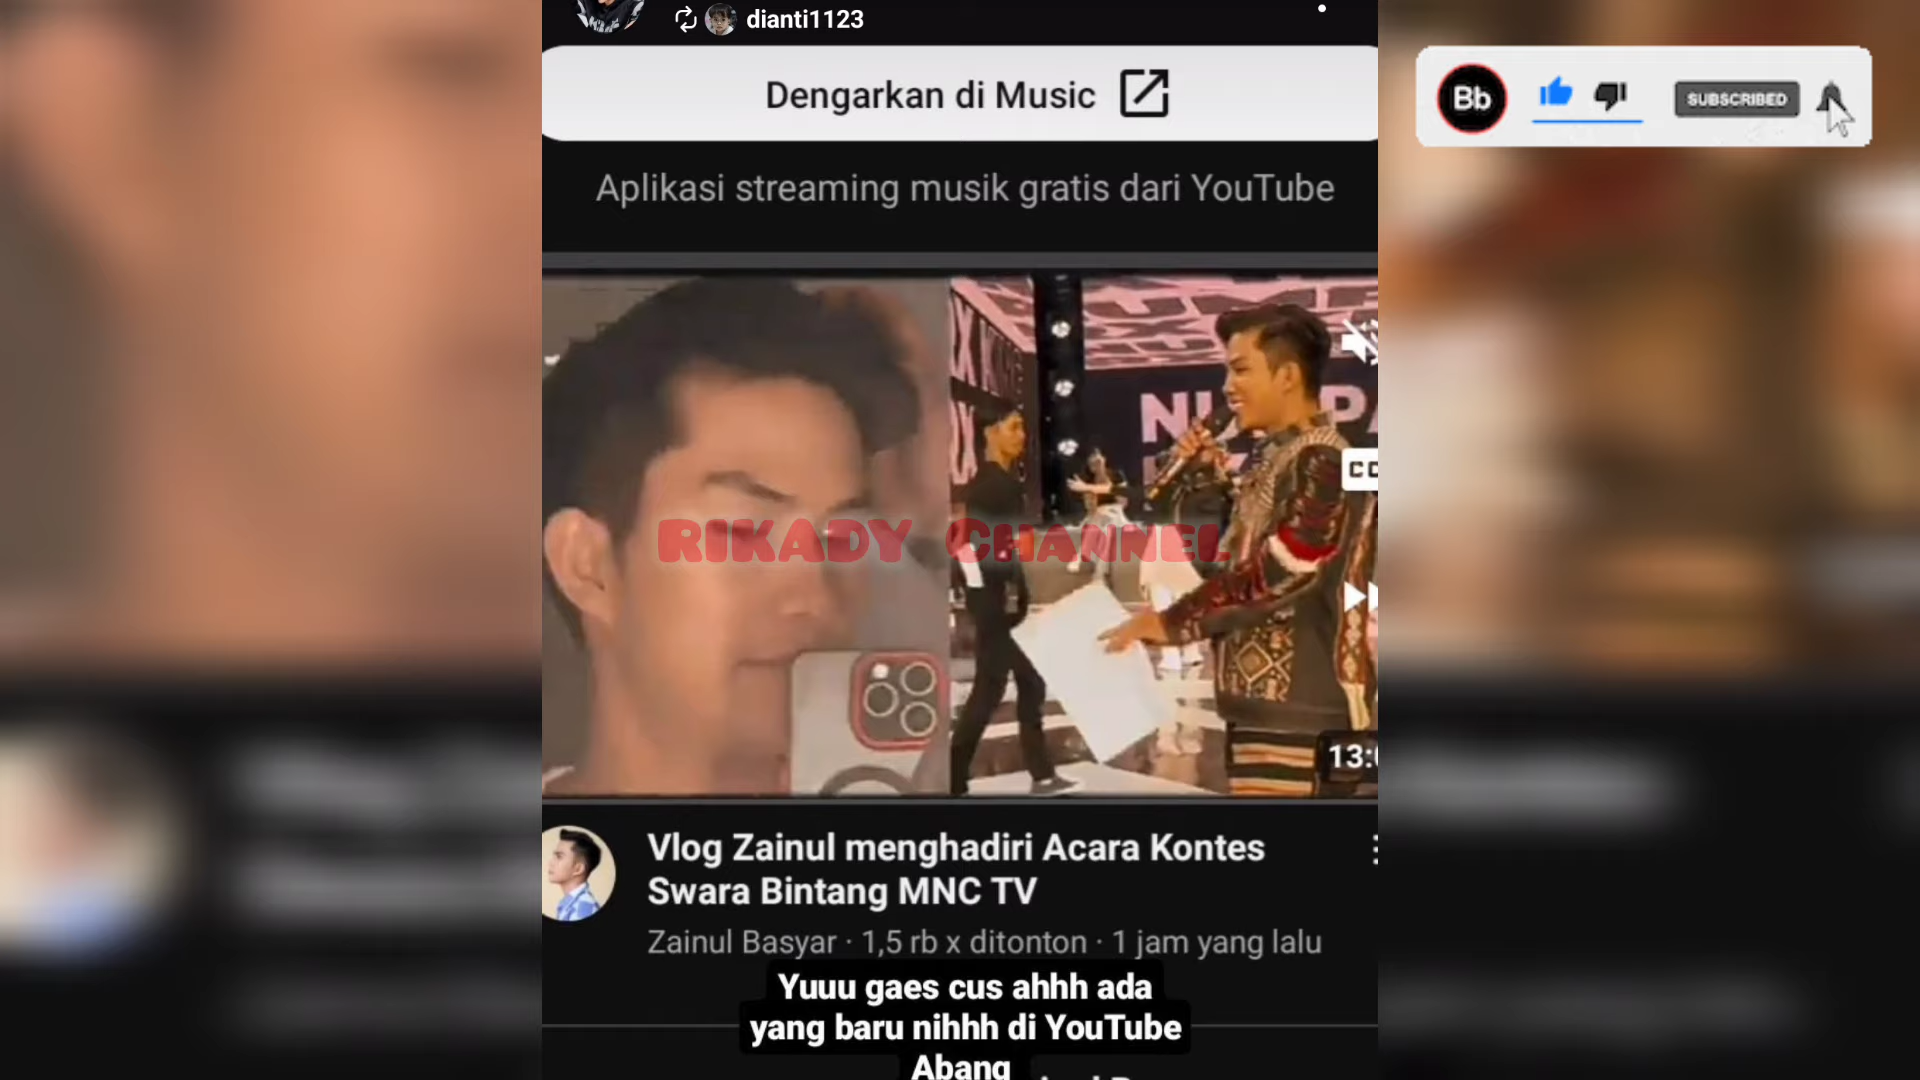 dianti1123
Dengarkan di Music
Bb
SUBSCRIBED
Aplikasi streaming musik gratis dari YouTube
CC
RIKADY CHANNEL
13:0
Vlog Zainul menghadiri Acara Kontes
Swara Bintang MNC TV
Zainul Basyar · 1,5 rb x ditonton · 1 jam yang lalu
Yuuu gaes cus ahhh ada
yang baru nihhh di YouTube
Abang